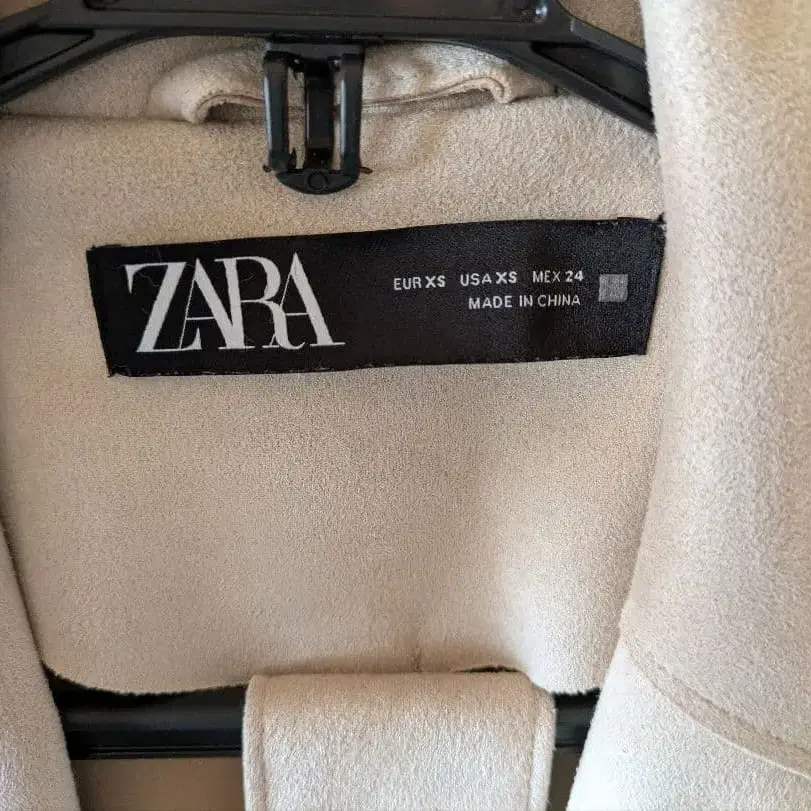 ZARA
EUR XS USA XS MEX 24
MADE IN CHINA